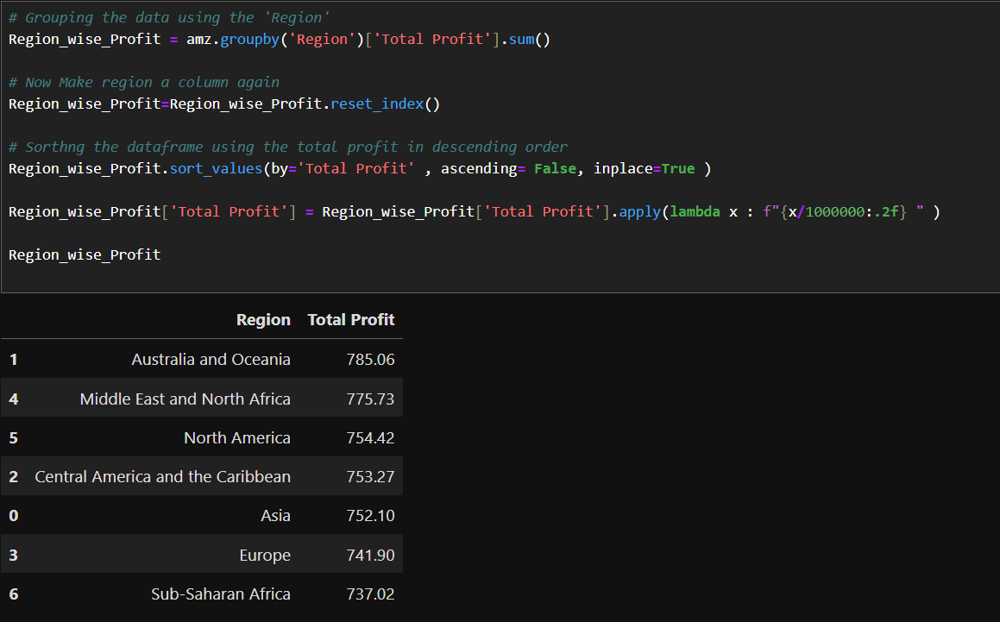 # Grouping the data using the 'Region'
Region_wise_Profit = amz.groupby('Region')['Total Profit'].sum()
# Now Make region a column again
Region_wise_Profit=Region_wise_Profit.reset_index()
# Sorthng the dataframe using the total profit in descending order
Region_wise_Profit.sort_values(by='Total Profit' , ascending= False, inplace=True )
Region_wise_Profit['Total Profit'] = Region_wise_Profit['Total Profit'].apply(lambda x : f"{x/1000000:.2f} " )
Region_wise_Profit
Region Total Profit
1 Australia and Oceania 785.06
4 Middle East and North Africa 775.73
5 North America 754.42
2 Central America and the Caribbean 753.27
0 Asia 752.10
3 Europe 741.90
6 Sub-Saharan Africa 737.02